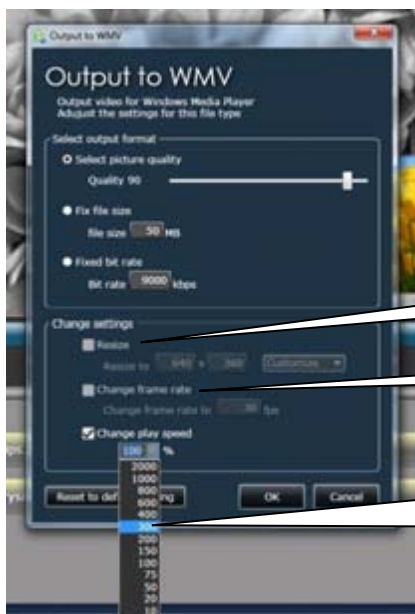 Output to WMV
Output to WMV
Output video for Windows Media Player
Adujust the settings for this file type
Select output format
Select picture quality
Quality 90
Fix file size
file size 50 MB
Fixed bit rate
Bit rate 9000 kbps
Change settings
Resize
Resize to 640 x 360 Customize
Change frame rate
Change frame rate to 30 fps
Change play speed
100 %
2000
1000
800
600
400
300
200
150
100
75
50
20
10
Reset to def ing OK Cancel